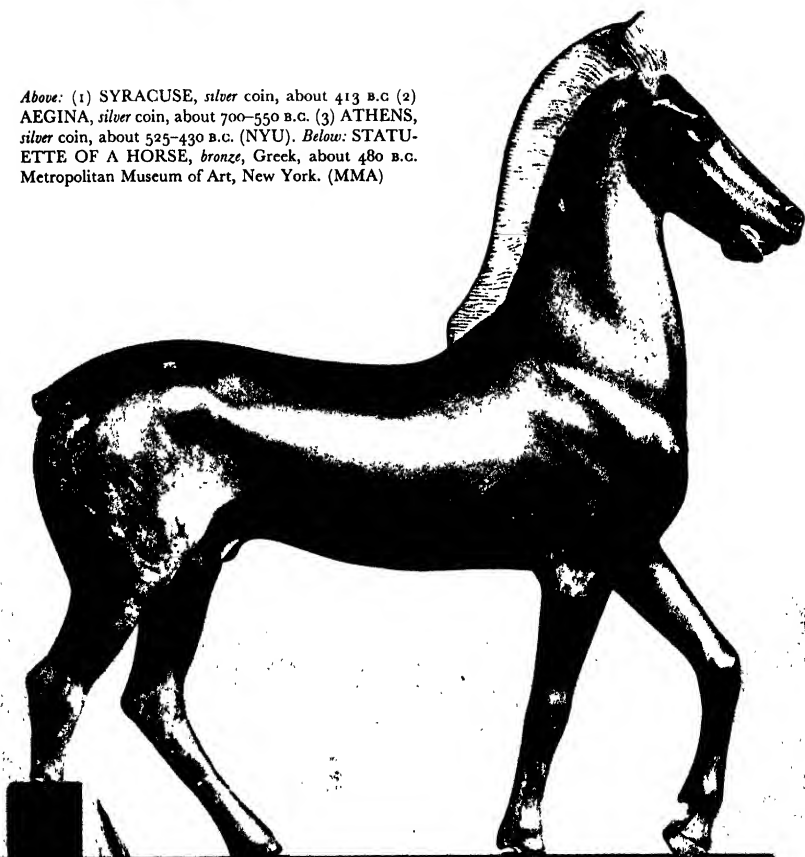 Above: (1) SYRACUSE, silver coin, about 413 B.C (2)
AEGINA, silver coin, about 700–550 B.C. (3) ATHENS,
silver coin, about 525–430 B.C. (NYU). Below: STATU-
ETTE OF A HORSE, bronze, Greek, about 480 B.C.
Metropolitan Museum of Art, New York. (MMA)